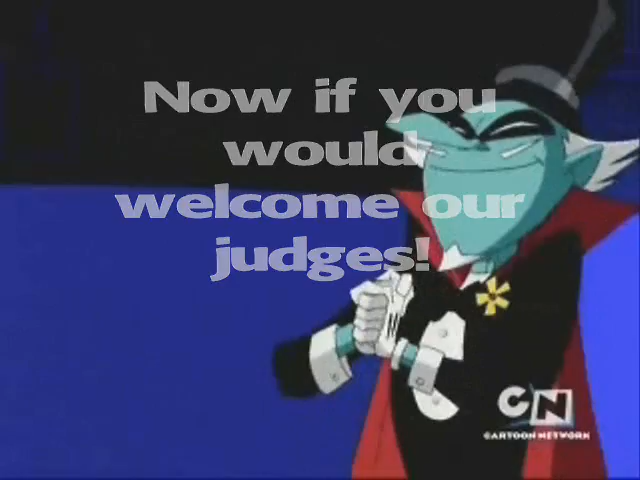 Now if you
would
welcome our
judges!
CN
CARTOON NETWORK